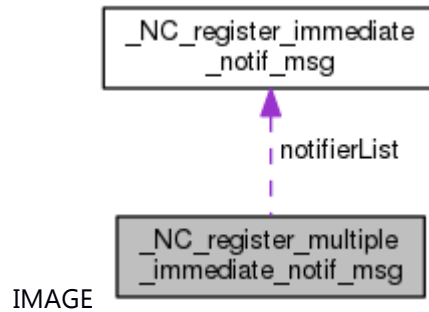 _NC_register_immediate
_notif_msg
notifierList
_NC_register_multiple
_immediate_notif_msg
IMAGE